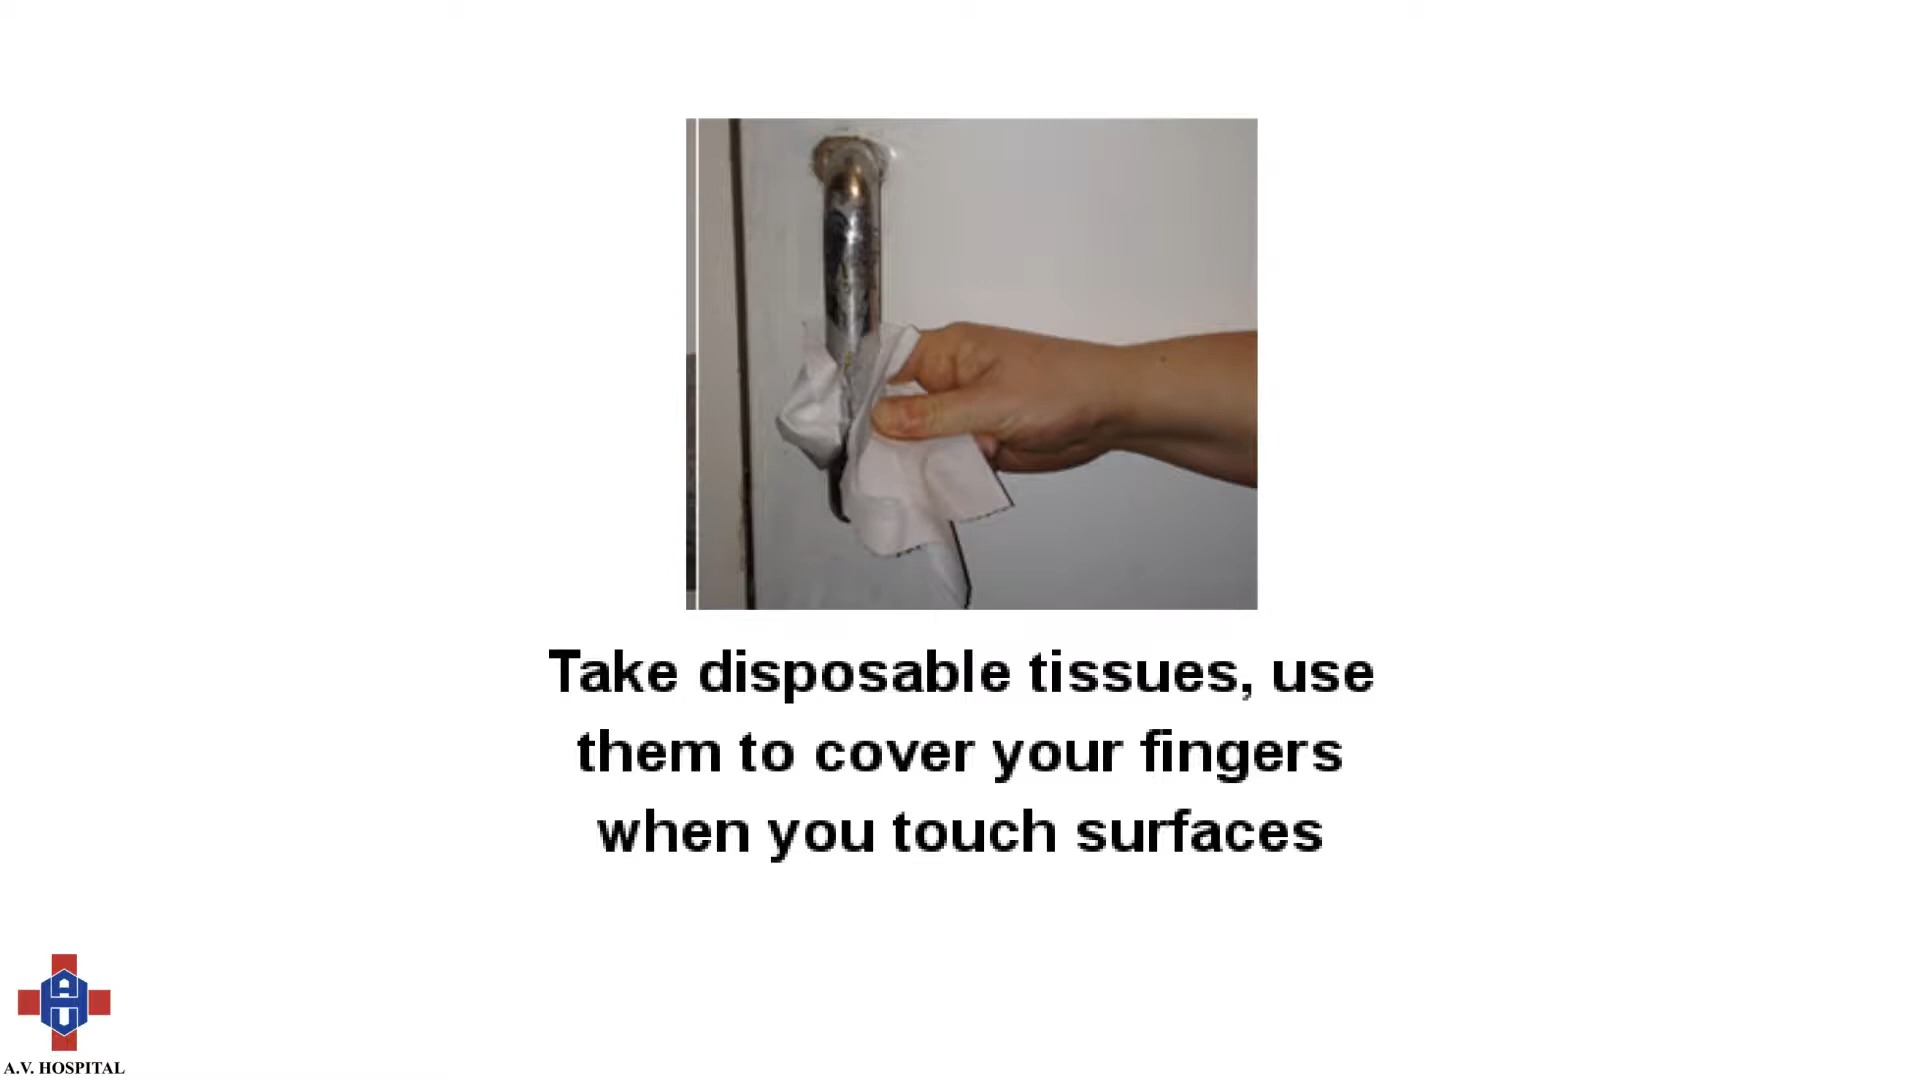 Take disposable tissues, use
them to cover your fingers
when you touch surfaces
A.V. HOSPITAL